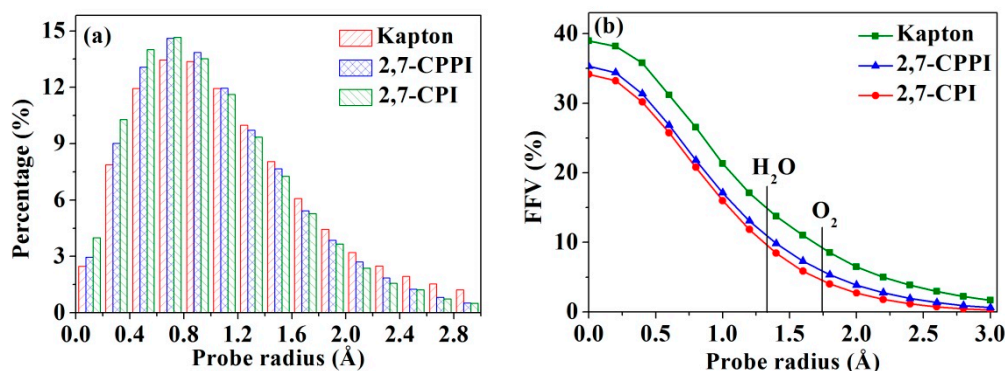 (a)
Kapton
2,7-CPPI
2,7-CPI
Percentage (%)
15
12
9
6
3
0
0.0 0.4 0.8 1.2 1.6 2.0 2.4 2.8
Probe radius (Å)
(b)
Kapton
2,7-CPPI
2,7-CPI
H2O
O2
FFV (%)
40
30
20
10
0
0.0 0.5 1.0 1.5 2.0 2.5 3.0
Probe radius (Å)